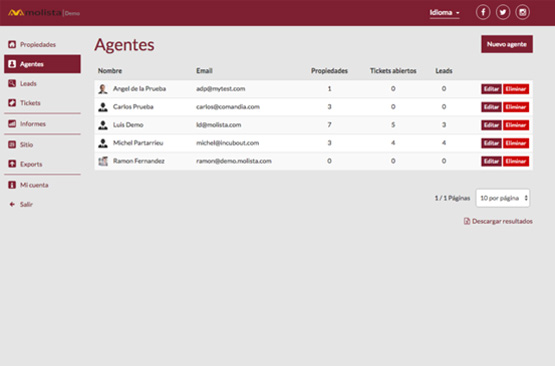 molista | Demo
Idioma
Propiedades
Agentes
Leads
Tickets
Informes
Sitio
Exports
Mi cuenta
Salir
Agentes
Nuevo agente
Nombre Email Propiedades Tickets abiertos Leads
Angel de la Prueba adp@mytest.com 1 0 0 Editar Eliminar
Carlos Prueba carlos@comandia.com 3 0 0 Editar Eliminar
Luis Demo ld@molista.com 7 5 3 Editar Eliminar
Michel Partarrieu michel@incubout.com 3 4 4 Editar Eliminar
Ramon Fernandez ramon@demo.molista.com 0 0 0 Editar Eliminar
1 / 1 Páginas 10 por página
Descargar resultados